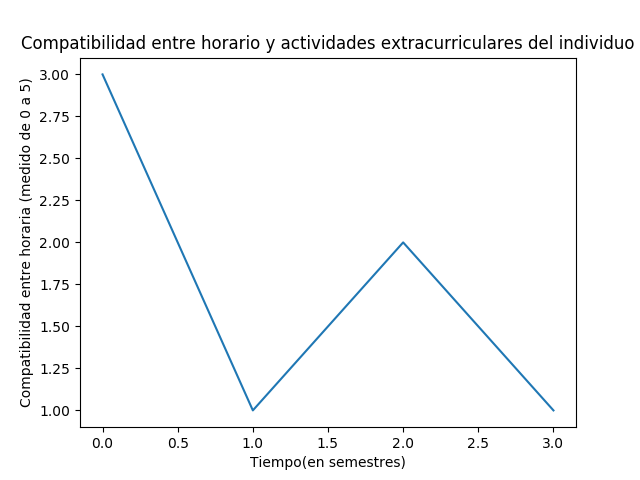 Compatibilidad entre horario y actividades extracurriculares del individuo
Compatibilidad entre horaria (medido de 0 a 5)
3.00
2.75
2.50
2.25
2.00
1.75
1.50
1.25
1.00
0.0 0.5 1.0 1.5 2.0 2.5 3.0
Tiempo(en semestres)